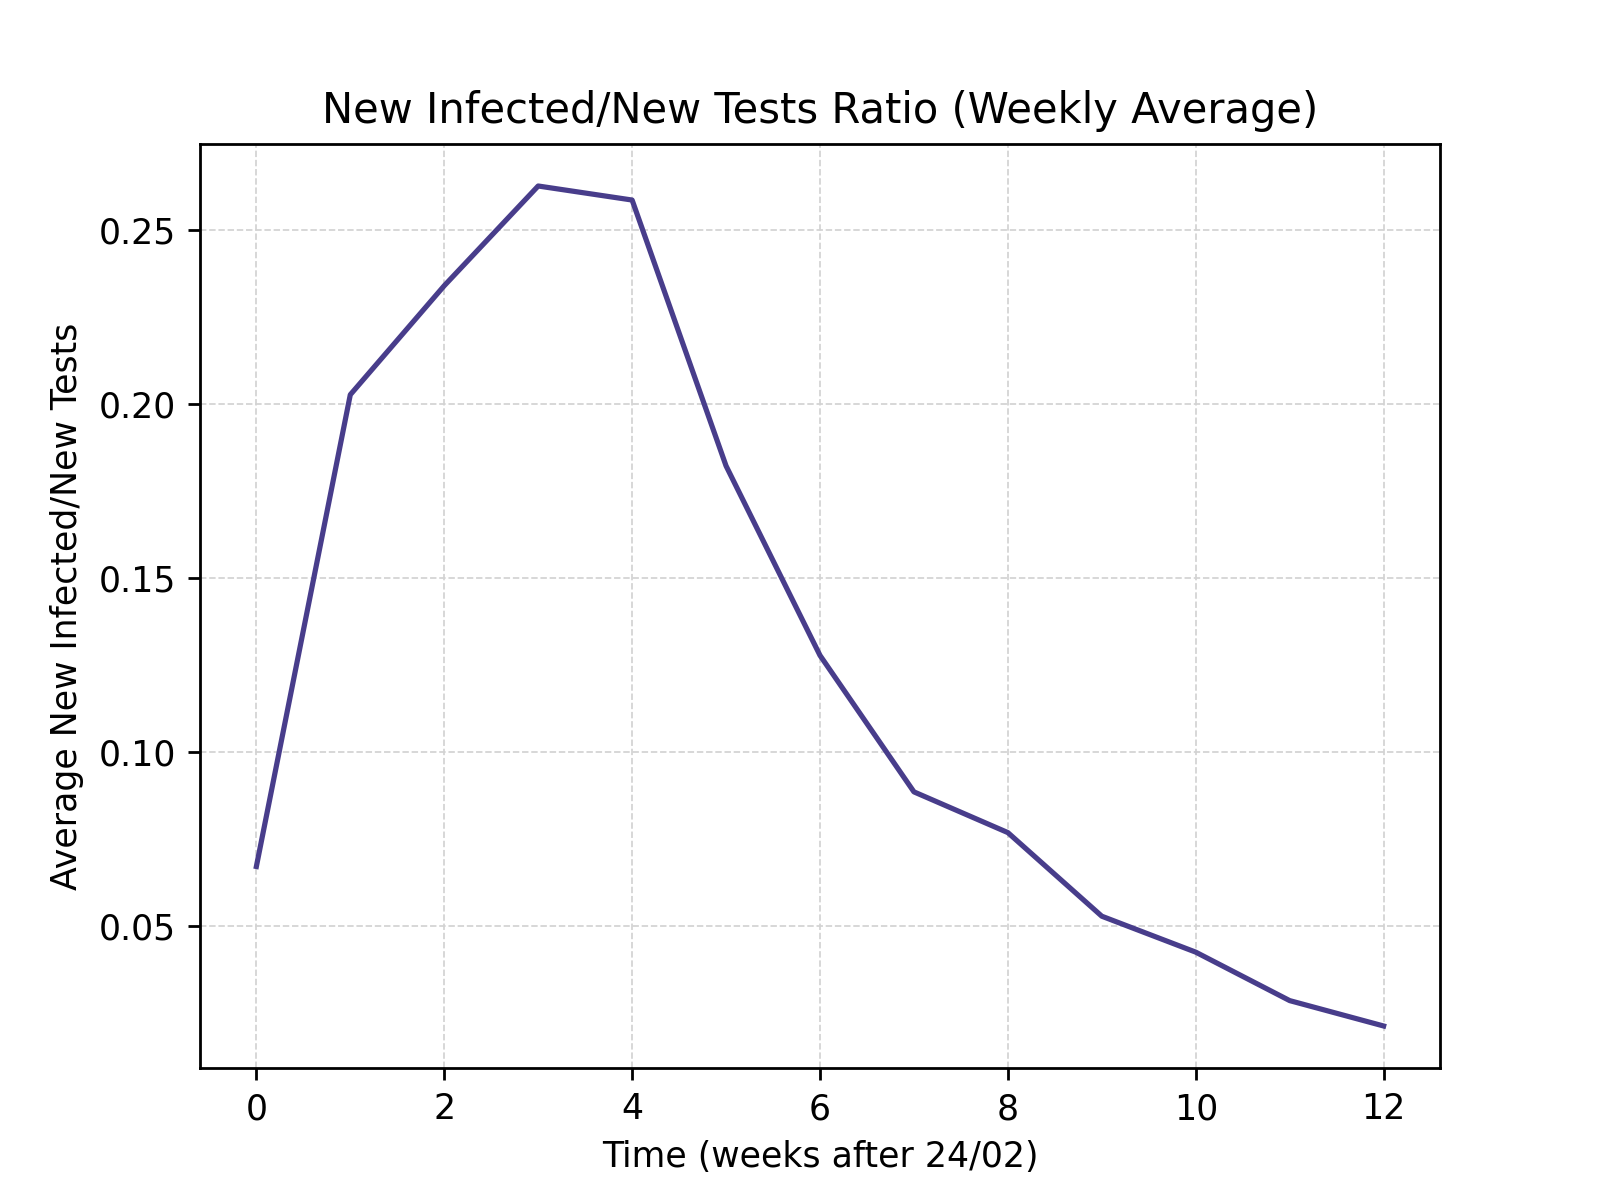 New Infected/New Tests Ratio (Weekly Average)
Average New Infected/New Tests
0.25
0.20
0.15
0.10
0.05
0 2 4 6 8 10 12
Time (weeks after 24/02)